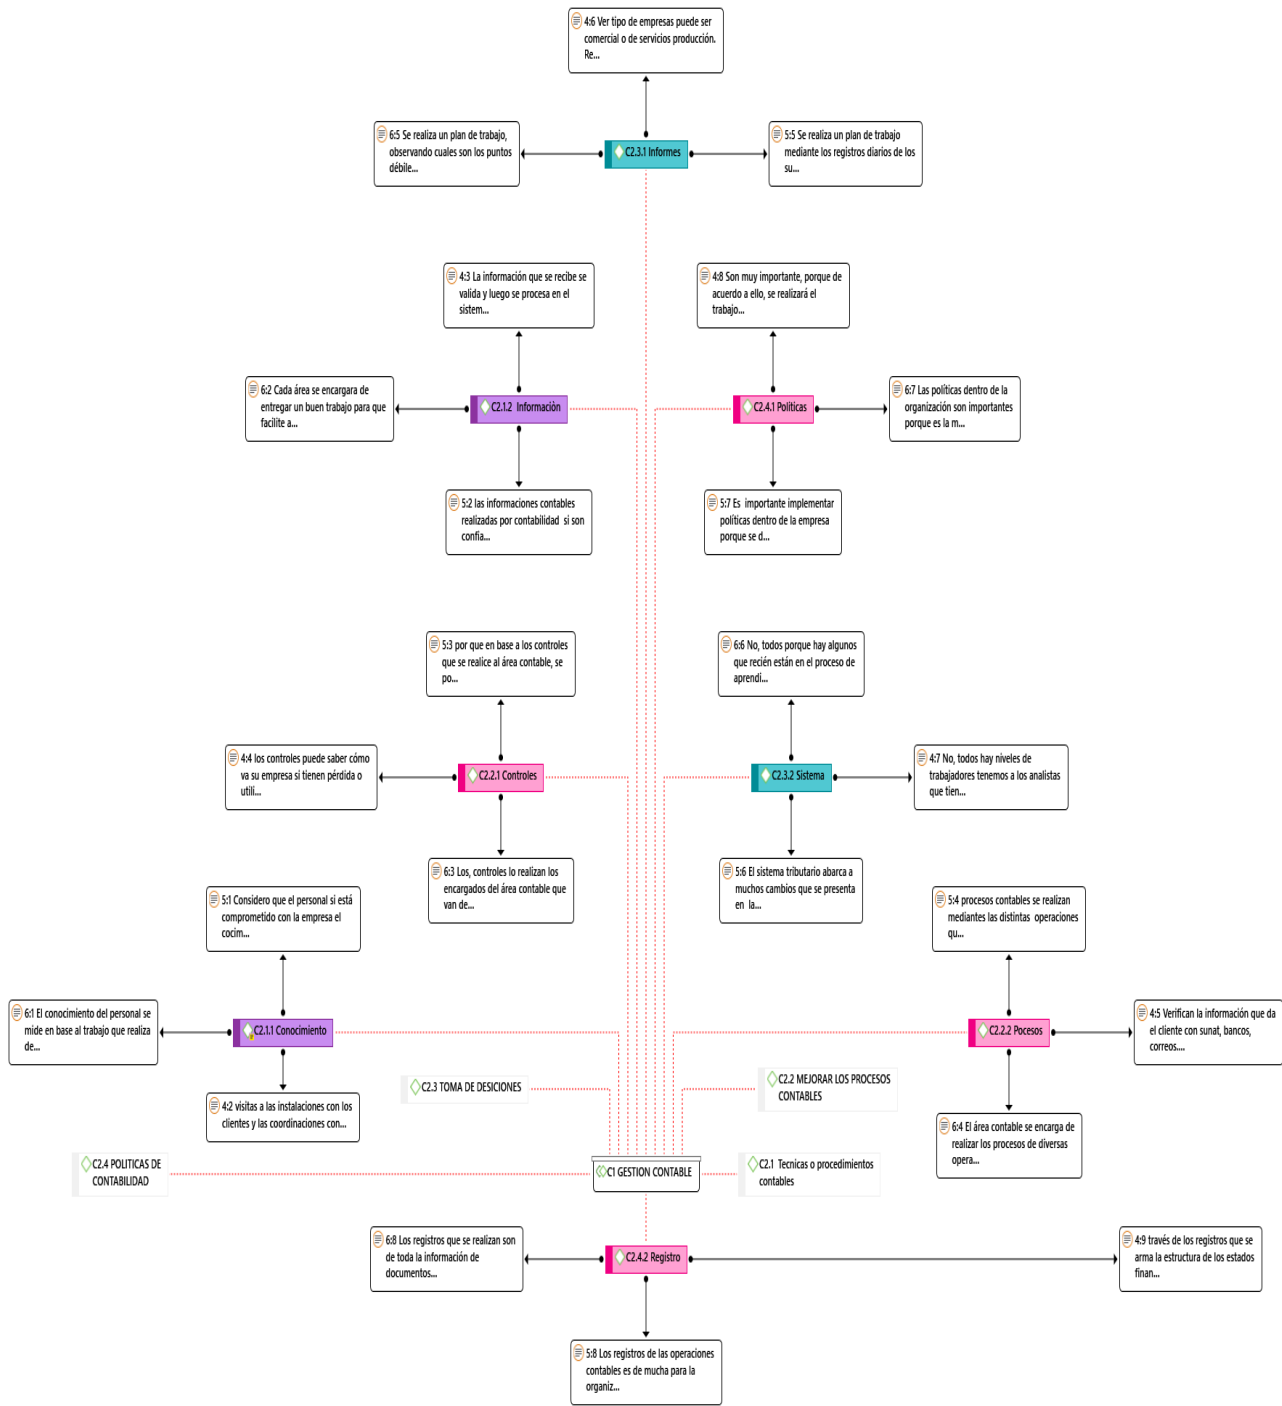 4:6 Ver tipo de empresas puede ser
comercial o de servicios producción.
Re...
6:5 Se realiza un plan de trabajo,
observando cuales son los puntos
débile...
C2.3.1 Informes
5:5 Se realiza un plan de trabajo
mediante los registros diarios de los
su...
4:3 La información que se recibe se
valida y luego se procesa en el
sistem...
4:8 Son muy importante, porque de
acuerdo a ello, se realizará el
trabajo...
6:2 Cada área se encargara de
entregar un buen trabajo para que
facilite a...
C2.1.2  Informaciòn
C2.4.1 Politicas
6:7 Las políticas dentro de la
organización son importantes
porque es la m...
5:2 las informaciones contables
realizadas por contabilidad  si son
confia...
5:7 Es  importante implementar
políticas dentro de la empresa
porque se d...
5:3 por que en base a los controles
que se realice al área contable, se
po...
6:6 No, todos porque hay algunos
que recién están en el proceso de
aprendi...
4:4 los controles puede saber cómo
va su empresa si tienen pérdida o
utili...
C2.2.1 Controles
C2.3.2 Sistema
4:7 No, todos hay niveles de
trabajadores tenemos a los analistas
que tien...
6:3 Los, controles lo realizan los
encargados del área contable que
van de...
5:6 El sistema tributario abarca a
muchos cambios que se presenta
en  la...
5:1 Considero que el personal si está
comprometido con la empresa el
cocim...
5:4 procesos contables se realizan
mediantes las distintas  operaciones
qu...
6:1 El conocimiento del personal se
mide en base al trabajo que realiza
de...
C2.1.1 Conocimiento
C2.2.2 Pocesos
4:5 Verifican la información que da
el cliente con sunat, bancos,
correos....
C2.3 TOMA DE DESICIONES
C2.2 MEJORAR LOS PROCESOS
CONTABLES
4:2 visitas a las instalaciones con los
clientes y las coordinaciones con...
6:4 El área contable se encarga de
realizar los procesos de diversas
opera...
C2.4 POLITICAS DE
CONTABILIDAD
C1 GESTION CONTABLE
C2.1  Tecnicas o procedimientos
contables
6:8 Los registros que se realizan son
de toda la información de
documentos...
C2.4.2 Registro
4:9 través de los registros que se
arma la estructura de los estados
finan...
5:8 Los registros de las operaciones
contables es de mucha para la
organiz...